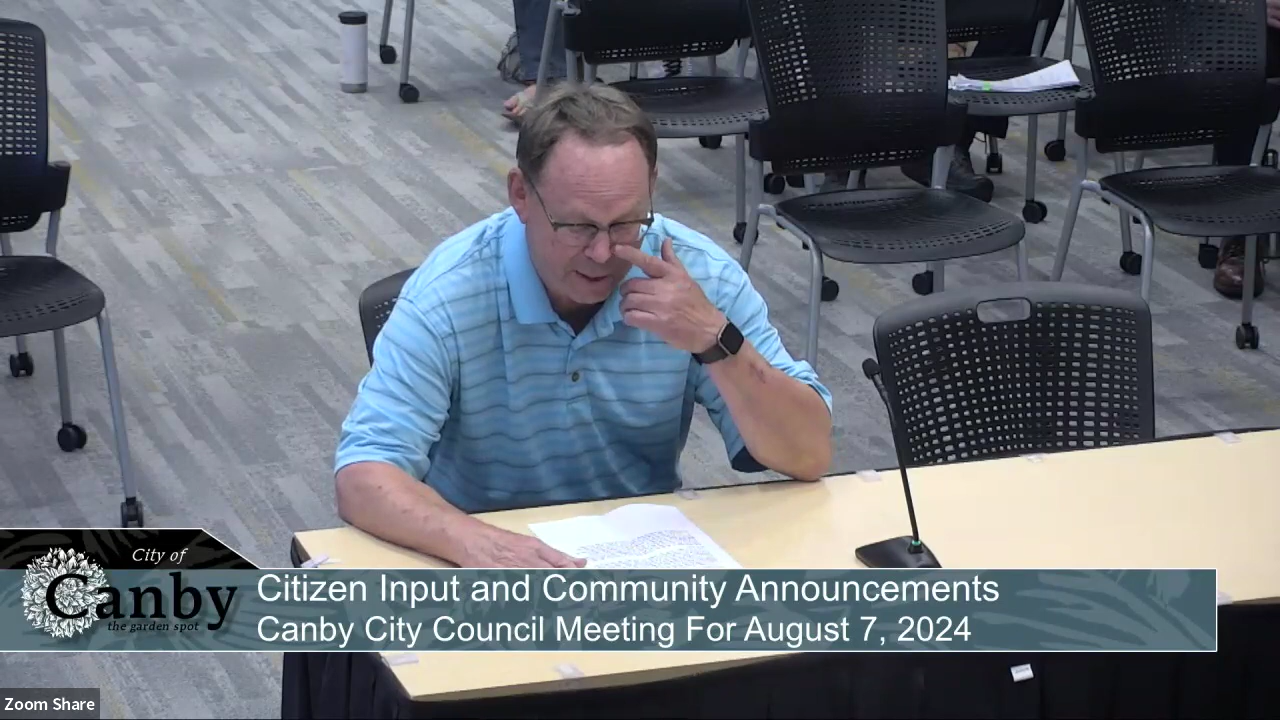 City of
Canby
the garden spot
Citizen Input and Community Announcements
Canby City Council Meeting For August 7, 2024
Zoom Share